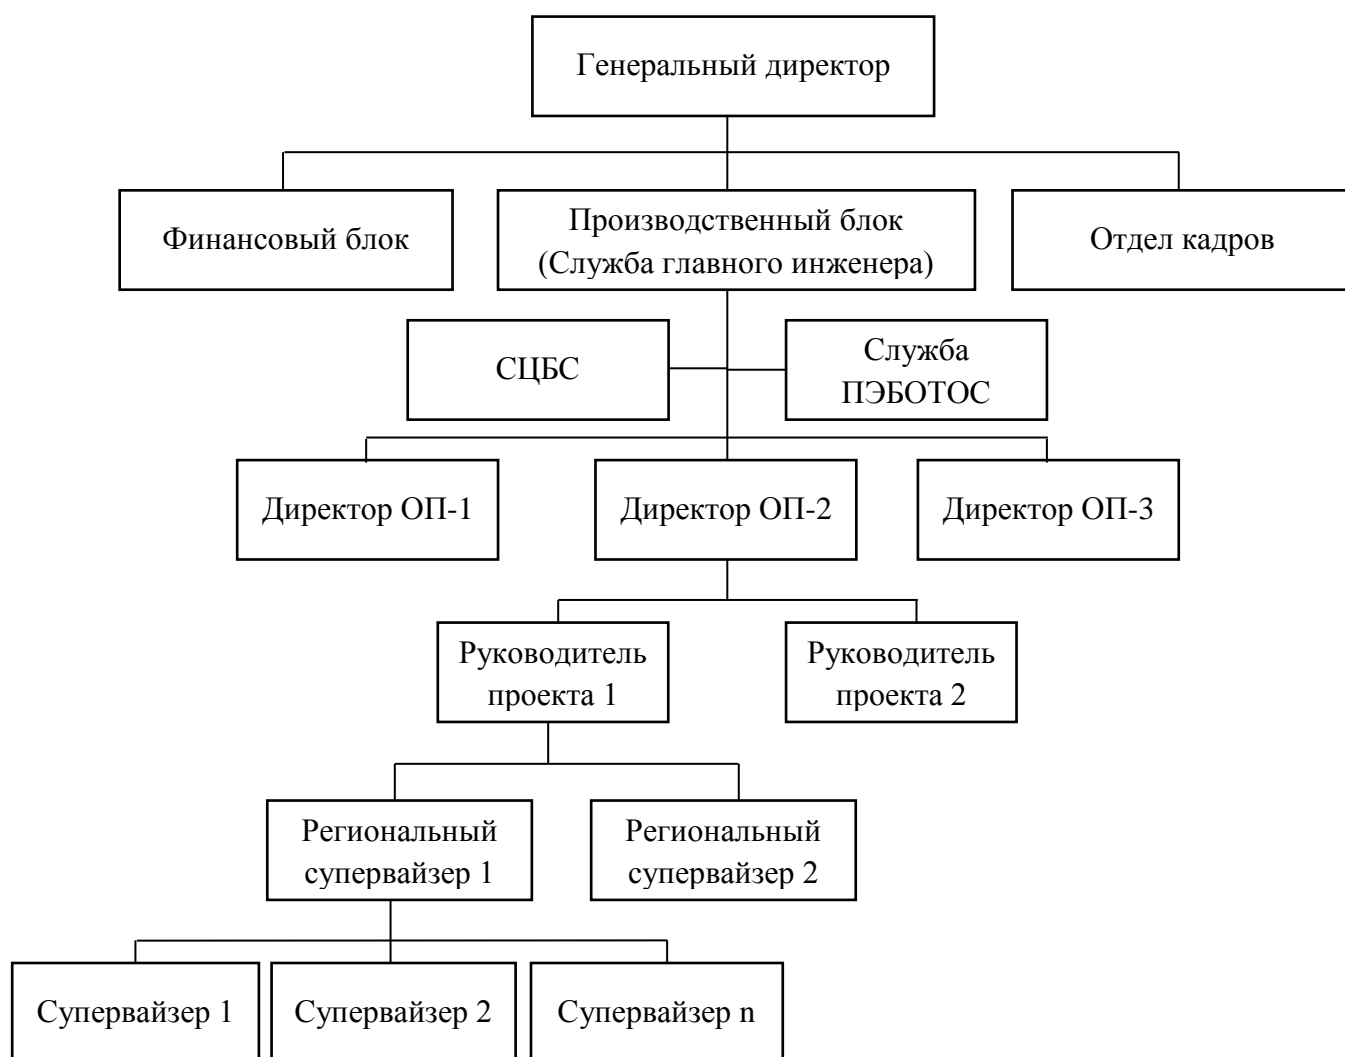 Генеральный директор
Финансовый блок
Производственный блок
(Служба главного инженера)
Отдел кадров
СЦБС
Служба
ПЭБОТОС
Директор ОП-1
Директор ОП-2
Директор ОП-3
Руководитель
проекта 1
Руководитель
проекта 2
Региональный
супервайзер 1
Региональный
супервайзер 2
Супервайзер 1
Супервайзер 2
Супервайзер n